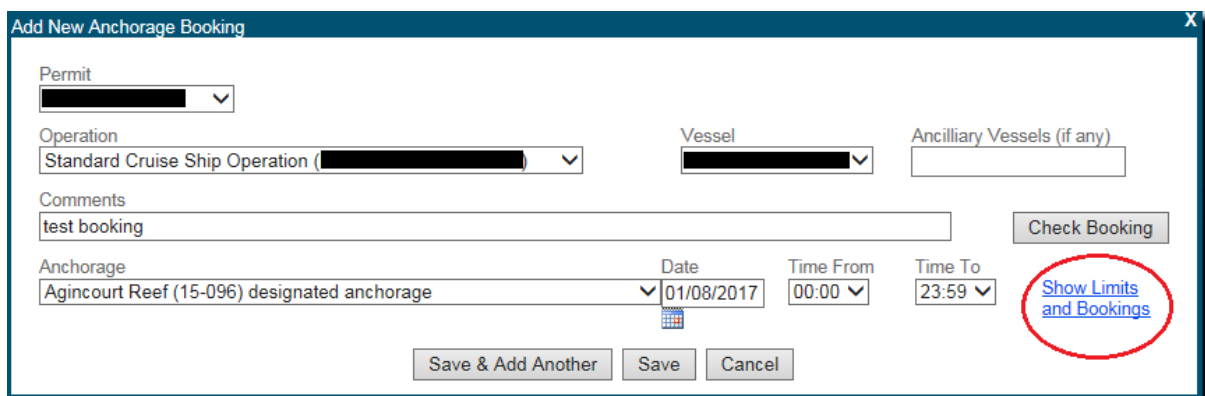 Add New Anchorage Booking X
Permit
Operation Vessel Ancilliary Vessels (if any)
Standard Cruise Ship Operation ( )
Comments
test booking Check Booking
Anchorage Date Time From Time To
Agincourt Reef (15-096) designated anchorage 01/08/2017 00:00 23:59 Show Limits
and Bookings
Save & Add Another Save Cancel